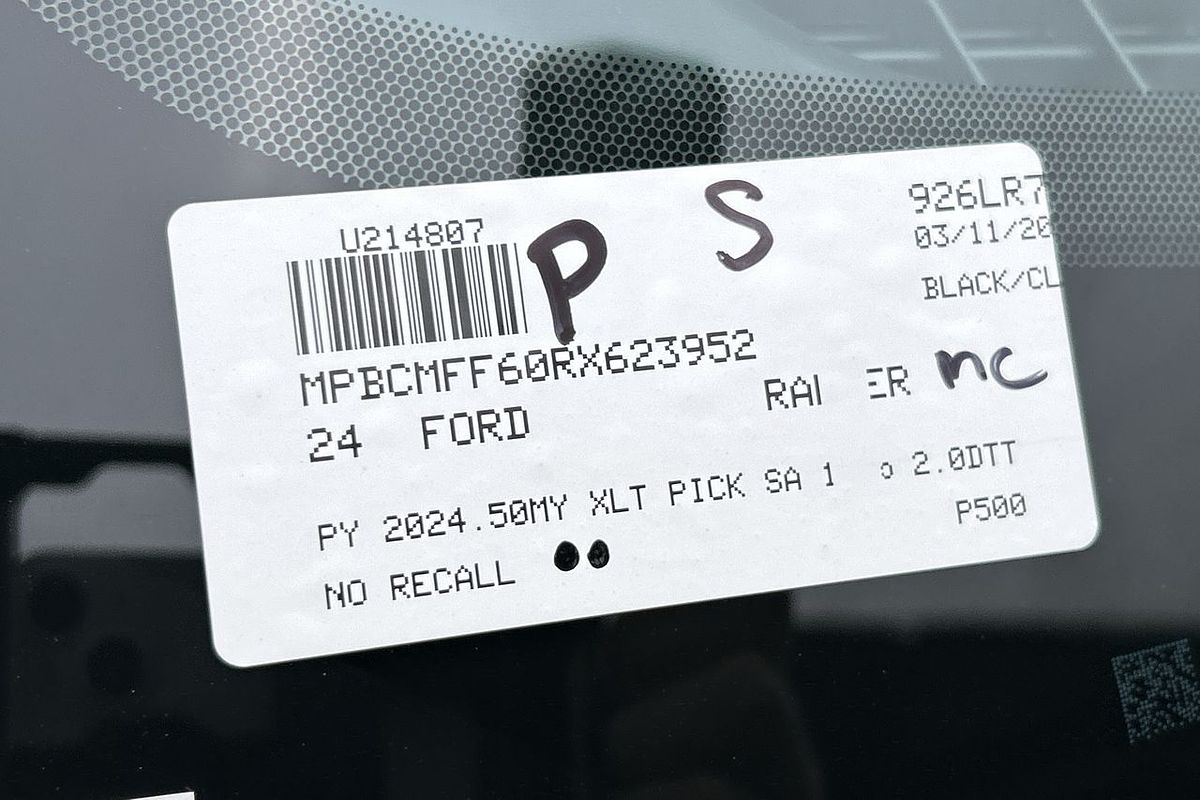 U214807 P S 926LR7
03/11/20
BLACK/CL
MPBCMFF60RX623952
24 FORD mc
PY 2024.50MY XLT PICK SA 1 2.0DTT
NO RECALL P500